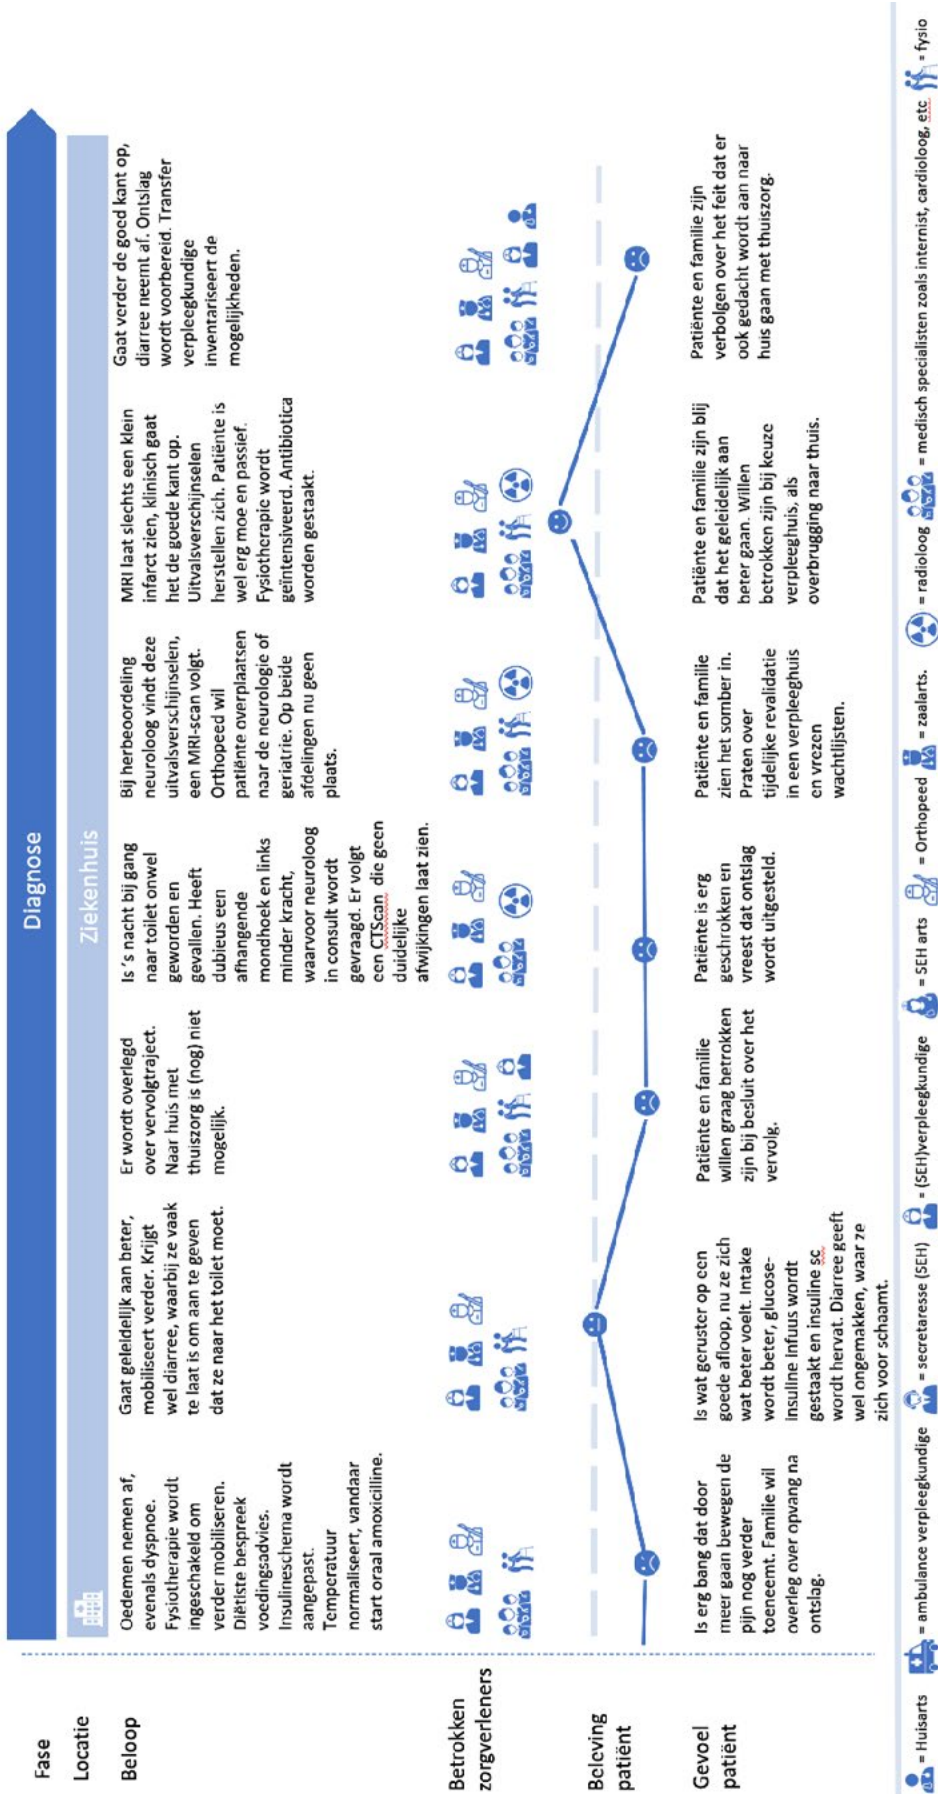 Fase
Diagnose
Locatie
Ziekenhuis
Beloop
Oedemen nemen af,
evenals dyspnoe.
Fysiotherapie wordt
ingeschakeld om
verder mobiliseren.
Diëtiste bespreek
voedingsadvies.
Insulineschema wordt
aangepast.
Temperatuur
normaliseert, vandaar
start oraal amoxicilline.
Gaat geleidelijk aan beter,
mobiliseert verder. Krijgt
wel diarree, waarbij ze vaak
te laat is om aan te geven
dat ze naar het toilet moet.
Er wordt overlegd
over vervolgtraject.
Naar huis met
thuiszorg is (nog) niet
mogelijk.
Is 's nacht bij gang
naar toilet onwel
geworden en
gevallen. Heeft
dubieus een
afhangende
mondhoek en links
minder kracht,
waarvoor neuroloog
in consult wordt
gevraagd. Er volgt
een CTScan die geen
duidelijke
afwijkingen laat zien.
Bij herbeoordeling
neuroloog vindt deze
uitvalsverschijnselen,
een MRI-scan volgt.
Orthopeed wil
patiënte overplaatsen
naar de neurologie of
geriatrie. Op beide
afdelingen nu geen
plaats.
MRI laat slechts een klein
infarct zien, klinisch gaat
het de goede kant op.
Uitvalsverschijnselen
herstellen zich. Patiënte is
wel erg moe en passief.
Fysiotherapie wordt
geïntensiveerd. Antibiotica
worden gestaakt.
Gaat verder de goed kant op,
diarree neemt af. Ontslag
wordt voorbereid. Transfer
verpleegkundige
inventariseert de
mogelijkheden.
Betrokken
zorgverleners
Beleving
patiënt
Gevoel
patiënt
Is erg bang dat door
meer gaan bewegen de
pijn nog verder
toeneemt. Familie wil
overleg over opvang na
ontslag.
Is wat geruster op een
goede afloop, nu ze zich
wat beter voelt. Intake
wordt beter, glucose-
insuline infuus wordt
gestaakt en insuline sc
wordt hervat. Diarree geeft
wel ongemakken, waar ze
zich voor schaamt.
Patiënte en familie
willen graag betrokken
zijn bij besluit over het
vervolg.
Patiënte is erg
geschrokken en
vreest dat ontslag
wordt uitgesteld.
Patiënte en familie
zien het somber in.
Praten over
tijdelijke revalidatie
in een verpleeghuis
en vrezen
wachtlijsten.
Patiënte en familie zijn blij
dat het geleidelijk aan
beter gaan. Willen
betrokken zijn bij keuze
verpleeghuis, als
overbrugging naar thuis.
Patiënte en familie zijn
verbolgen over het feit dat er
ook gedacht wordt aan naar
huis gaan met thuiszorg.
= Huisarts = ambulance verpleegkundige = secretaresse (SEH) = (SEH)verpleegkundige = SEH arts = Orthopeed = zaalarts. = radioloog = medisch specialisten zoals internist, cardioloog, etc = fysio